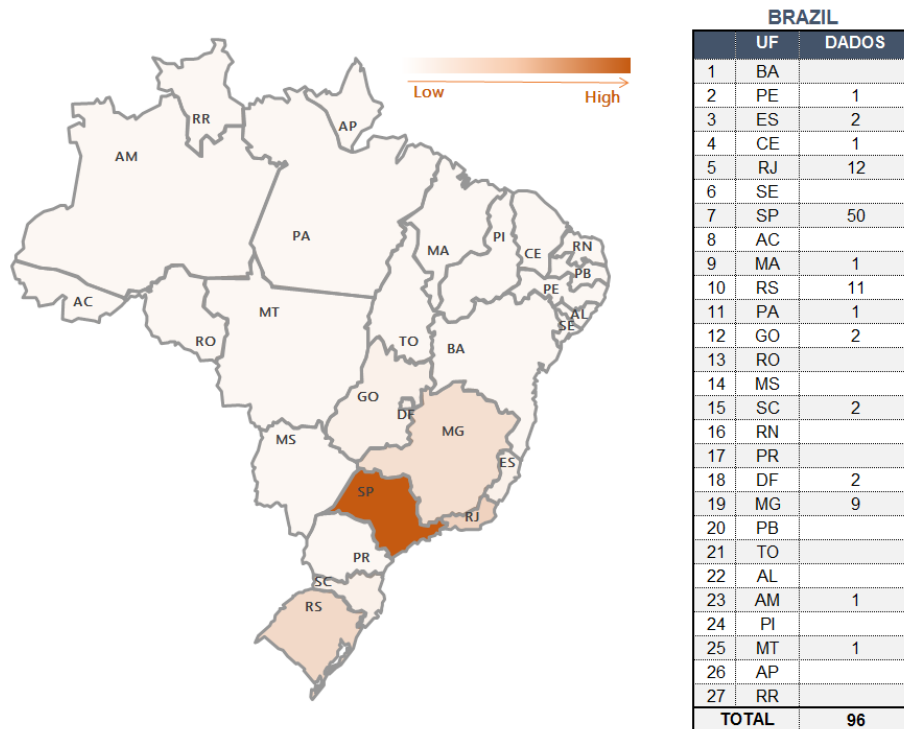 BRAZIL
UF DADOS
1 BA
2 PE 1
3 ES 2
4 CE 1
5 RJ 12
6 SE
7 SP 50
8 AC
9 MA 1
10 RS 11
11 PA 1
12 GO 2
13 RO
14 MS
15 SC 2
16 RN
17 PR
18 DF 2
19 MG 9
20 PB
21 TO
22 AL
23 AM 1
24 PI
25 MT 1
26 AP
27 RR
TOTAL 96
Low High
RR
AP
AM
PA
MA
PI
CE
RN
PB
PE
AL
SE
AC
RO
MT
TO
BA
GO
DF
MG
ES
MS
SP
RJ
PR
SC
RS